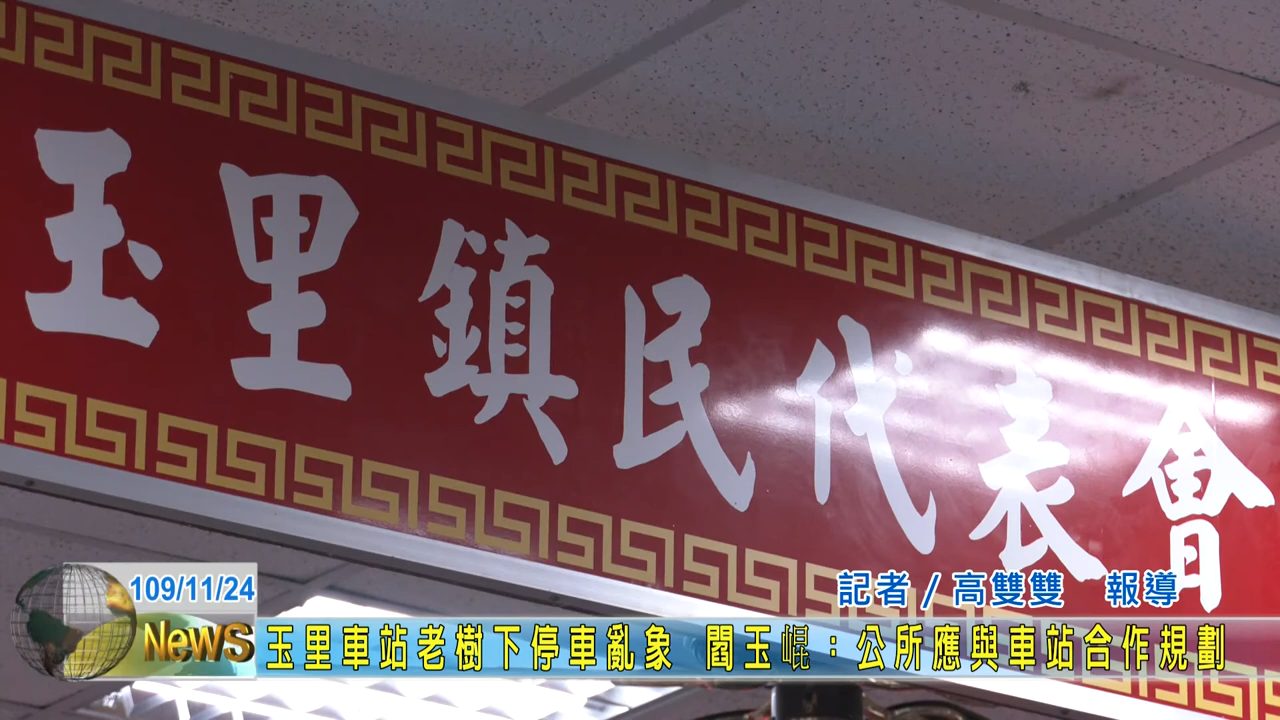 玉里鎮民代表會
109/11/24
記者/高雙雙 報導
NewS
玉里車站老樹下停車亂象 閻玉崐：公所應與車站合作規劃